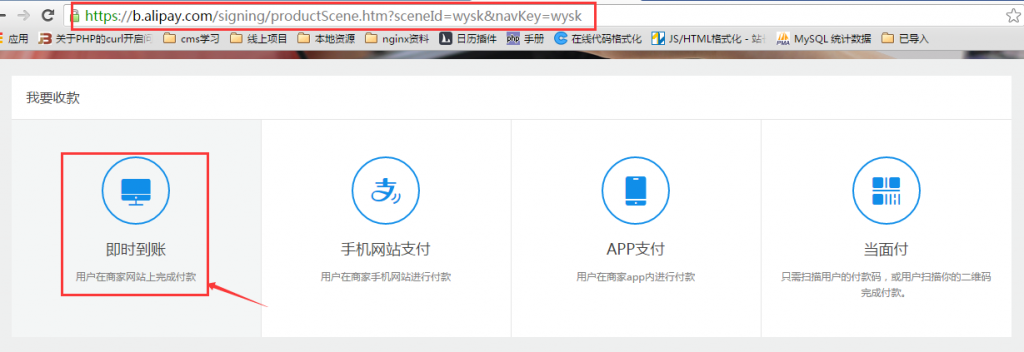 https://b.alipay.com/signing/productScene.htm?sceneId=wysk&navKey=wysk
应用 关于PHP的curl开启问 cms学习 线上项目 本地资源 nginx资料 日历插件 手册 在线代码格式化 JS/HTML格式化 - 站 MySQL 统计数据 已导入
我要收款
即时到账
用户在商家网站上完成付款
手机网站支付
用户在商家手机网站进行付款
APP支付
用户在商家app内进行付款
当面付
只需扫描用户的付款码，或用户扫描你的二维码
完成付款。